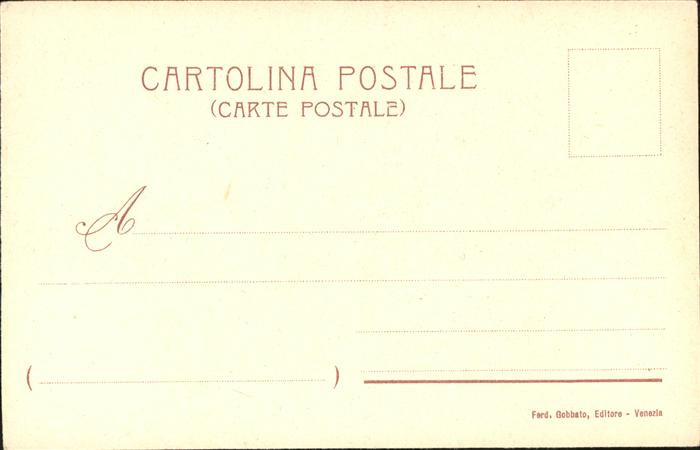 CARTOLINA POSTALE
(CARTE POSTALE)
A
( )
Ferd. Gobbato, Editore - Venezia